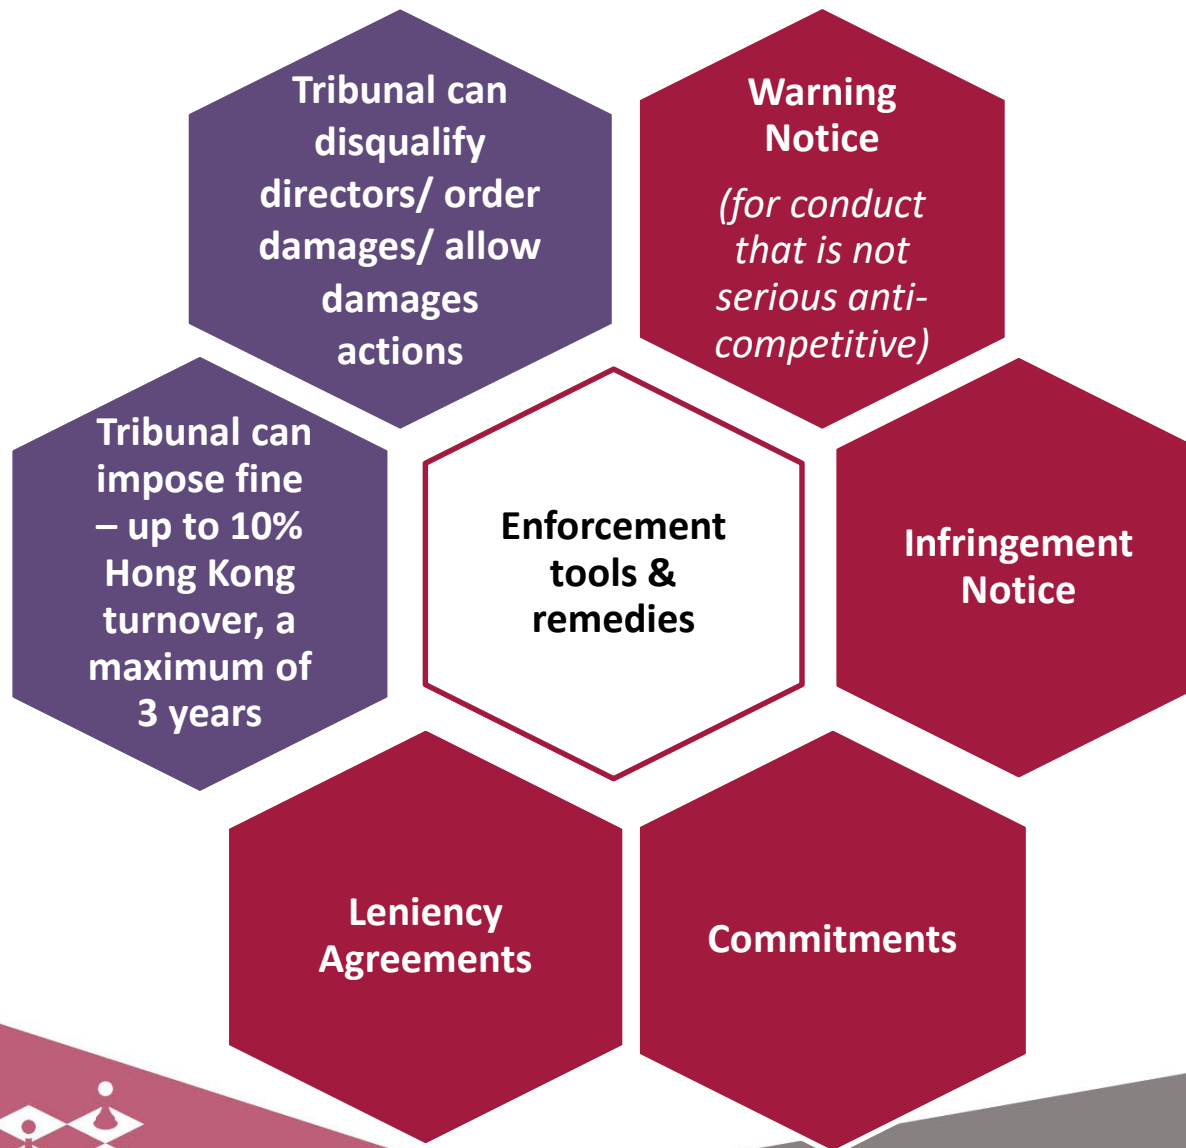 Tribunal can
disqualify
directors/ order
damages/ allow
damages
actions
Warning
Notice
(for conduct
that is not
serious anti-
competitive)
Tribunal can
impose fine
– up to 10%
Hong Kong
turnover, a
maximum of
3 years
Enforcement
tools &
remedies
Infringement
Notice
Leniency
Agreements
Commitments